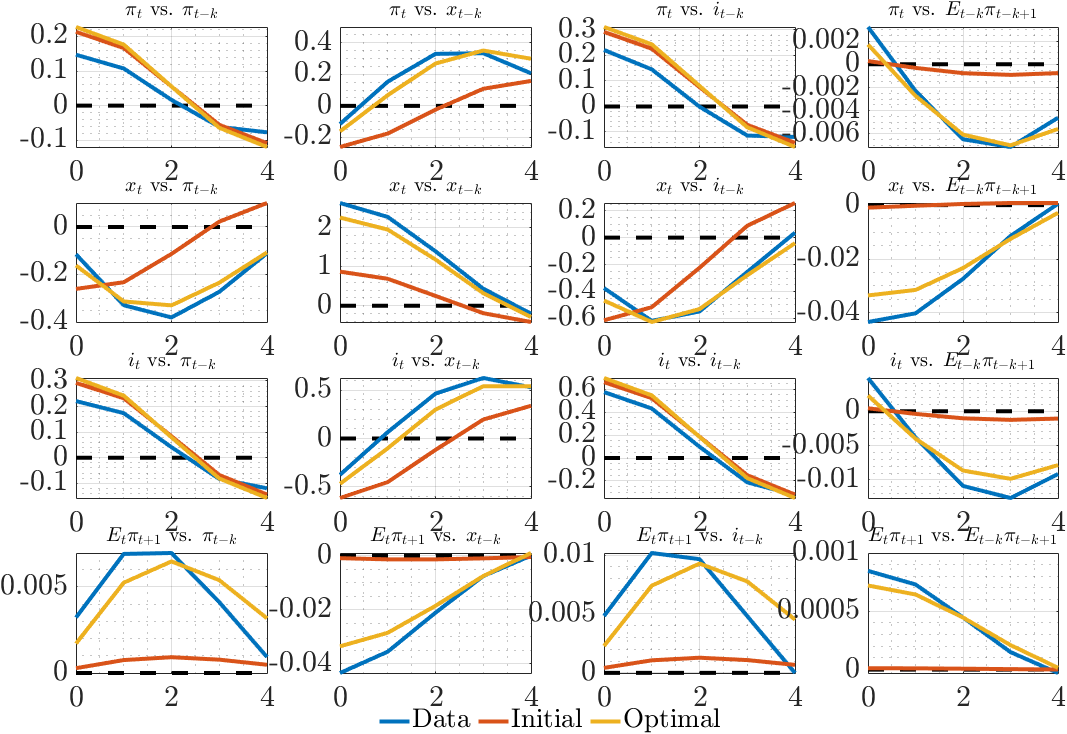 π_t vs. π_{t−k} π_t vs. x_{t−k} π_t vs. i_{t−k} π_t vs. E_{t−k}π_{t−k+1}
0.2 0.1 0 -0.1
0.4 0.2 0 -0.2
0.3 0.2 0.1 0 -0.1
0.002 0 -0.002 -0.004 -0.006
0 2 4 0 2 4 0 2 4 0 2 4
x_t vs. π_{t−k} x_t vs. x_{t−k} x_t vs. i_{t−k} x_t vs. E_{t−k}π_{t−k+1}
0 -0.2 -0.4
2 1 0
0.2 0 -0.2 -0.4 -0.6
0 -0.02 -0.04
0 2 4 0 2 4 0 2 4 0 2 4
i_t vs. π_{t−k} i_t vs. x_{t−k} i_t vs. i_{t−k} i_t vs. E_{t−k}π_{t−k+1}
0.3 0.2 0.1 0 -0.1
0.5 0 -0.5
0.6 0.4 0.2 0 -0.2
0 -0.005 -0.01
0 2 4 0 2 4 0 2 4 0 2 4
E_tπ_{t+1} vs. π_{t−k} E_tπ_{t+1} vs. x_{t−k} E_tπ_{t+1} vs. i_{t−k} E_tπ_{t+1} vs. E_{t−k}π_{t−k+1}
0.005 0
0 -0.02 -0.04
0.01 0.005 0
0.001 0.0005 0
0 2 4 0 2 4 0 2 4 0 2 4
Data Initial Optimal